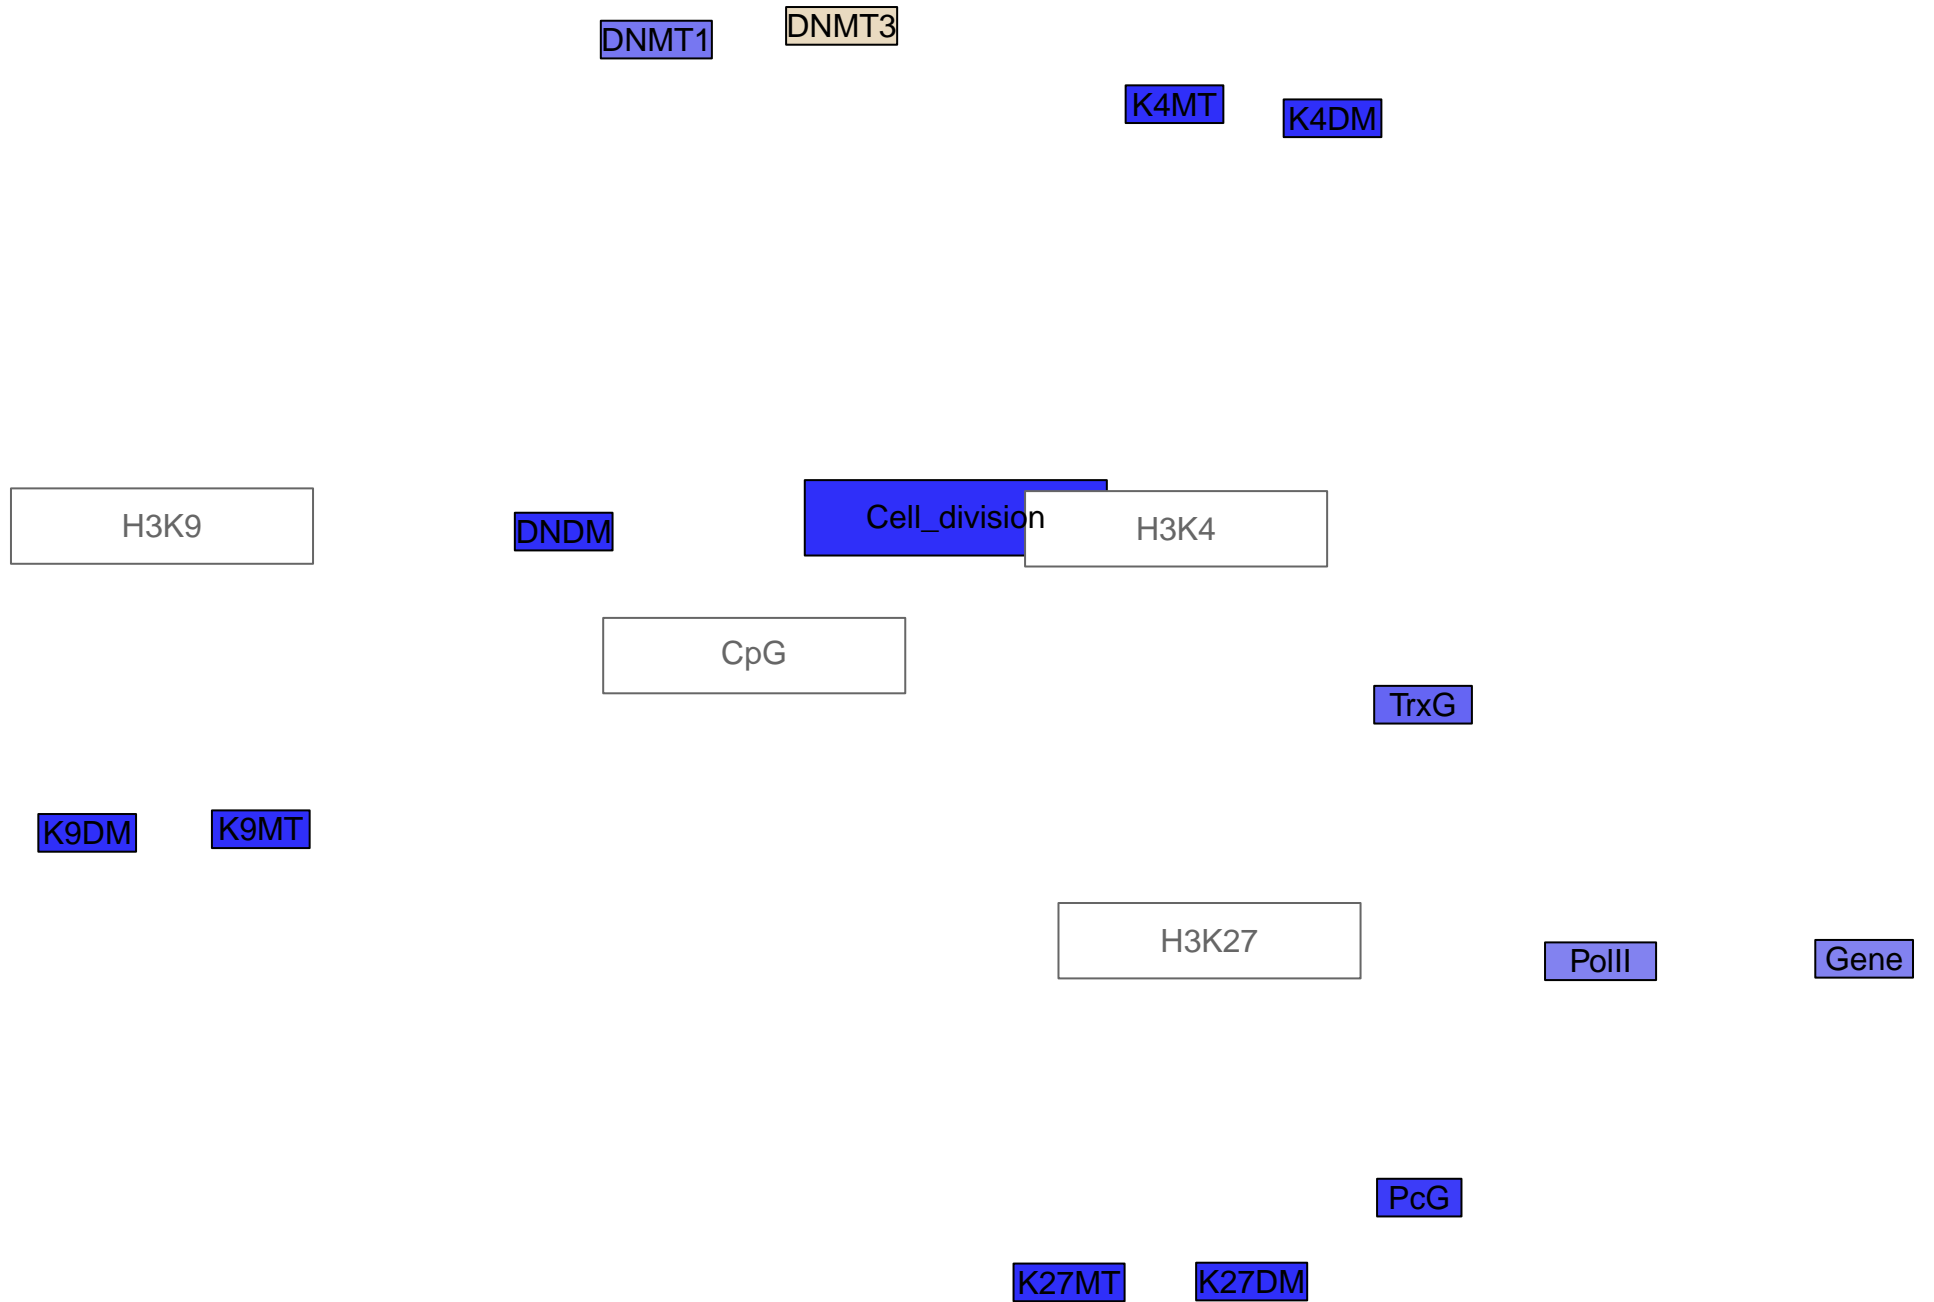 DNMT1
DNMT3
K4MT
K4DM
H3K9
DNDM
Cell_division
H3K4
CpG
TrxG
K9DM
K9MT
H3K27
PolII
Gene
PcG
K27MT
K27DM